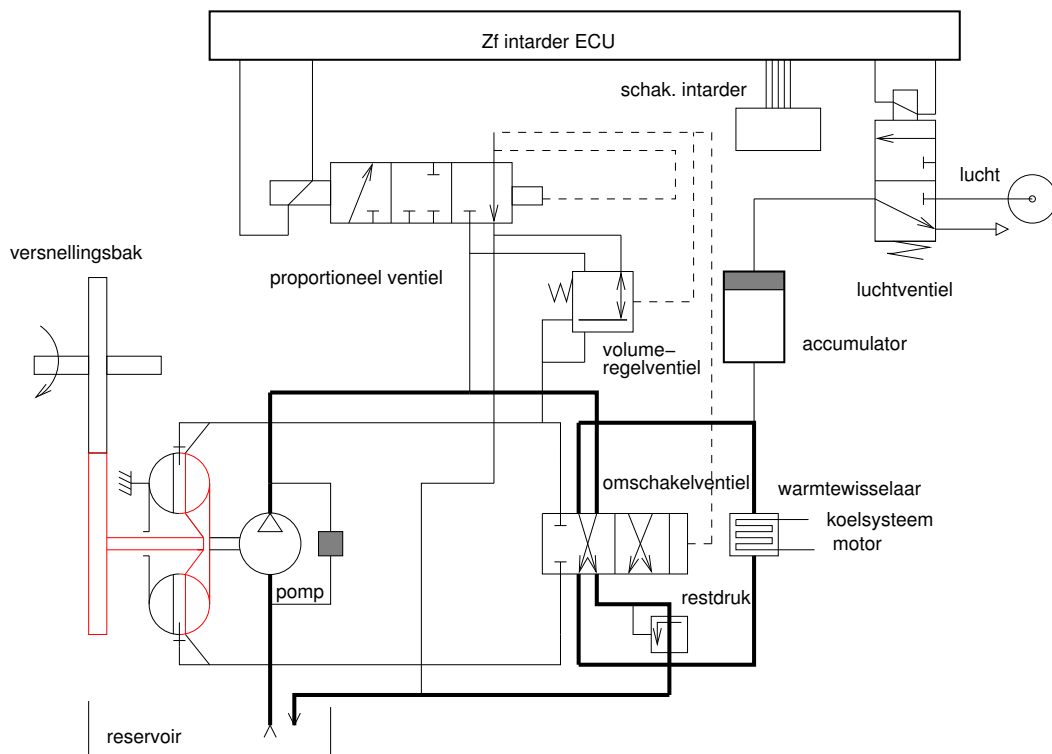 Zf intarder ECU
schak. intarder
lucht
versnellingsbak
proportioneel ventiel
luchtventiel
volume−
regelventiel
accumulator
omschakelventiel
warmtewisselaar
koelsysteem
motor
pomp
restdruk
reservoir